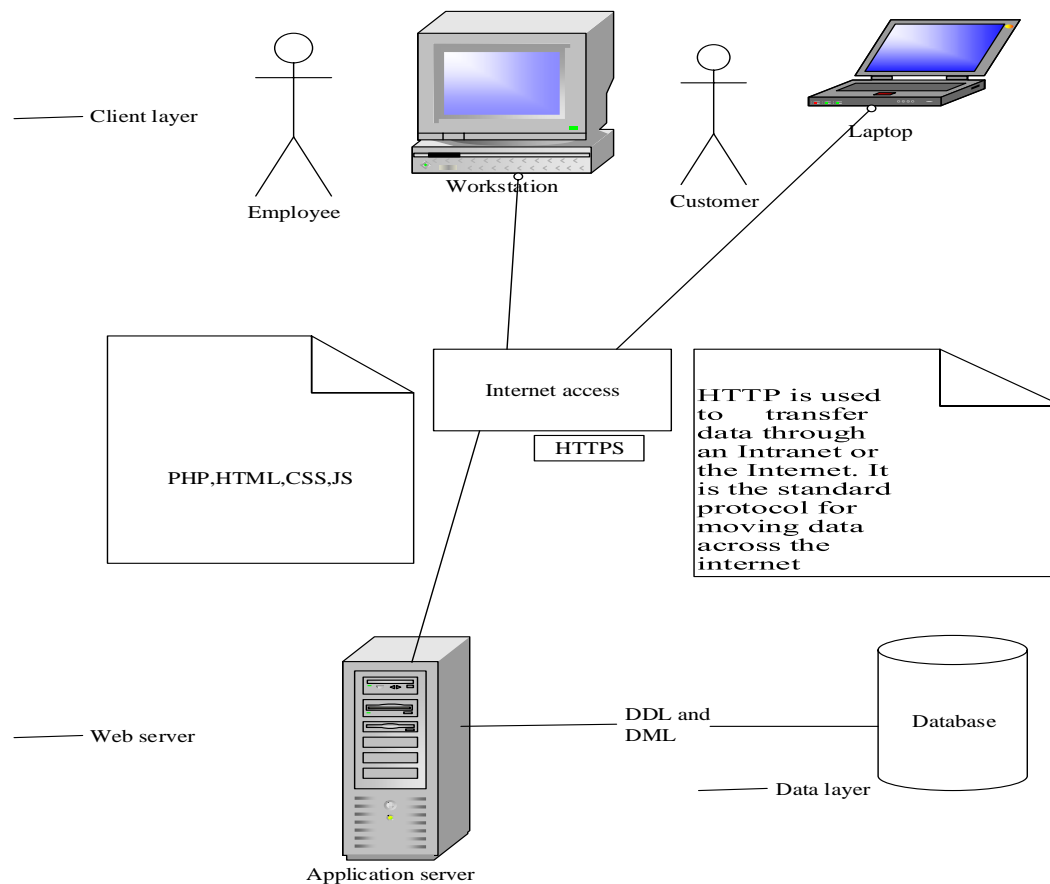 Client layer
Employee
Workstation
Customer
Laptop
Internet access
HTTPS
PHP,HTML,CSS,JS
HTTP is used
to transfer
data through
an Intranet or
the Internet. It
is the standard
protocol for
moving data
across the
internet
Web server
Application server
DDL and
DML
Database
Data layer